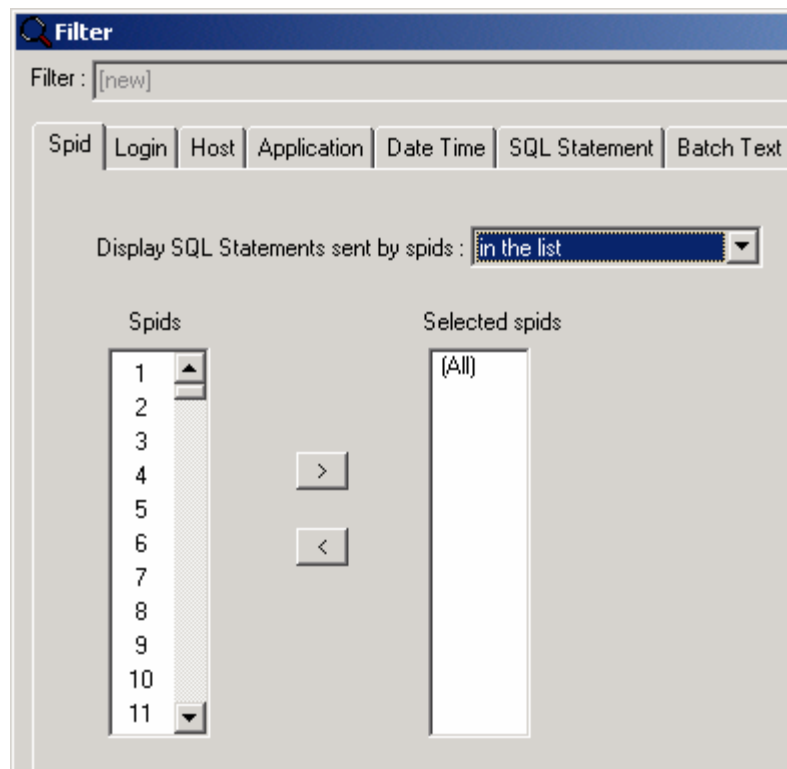 Filter
Filter : [new]
Spid Login Host Application Date Time SQL Statement Batch Text
Display SQL Statements sent by spids : in the list
Spids Selected spids
1 (All)
2
3
4
>
5
6
<
7
8
9
10
11